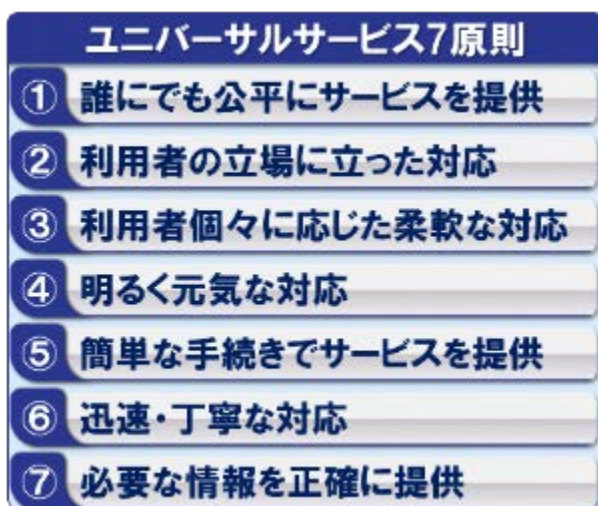 ユニバーサルサービス7原則
① 誰にでも公平にサービスを提供
② 利用者の立場に立った対応
③ 利用者個々に応じた柔軟な対応
④ 明るく元気な対応
⑤ 簡単な手続きでサービスを提供
⑥ 迅速・丁寧な対応
⑦ 必要な情報を正確に提供